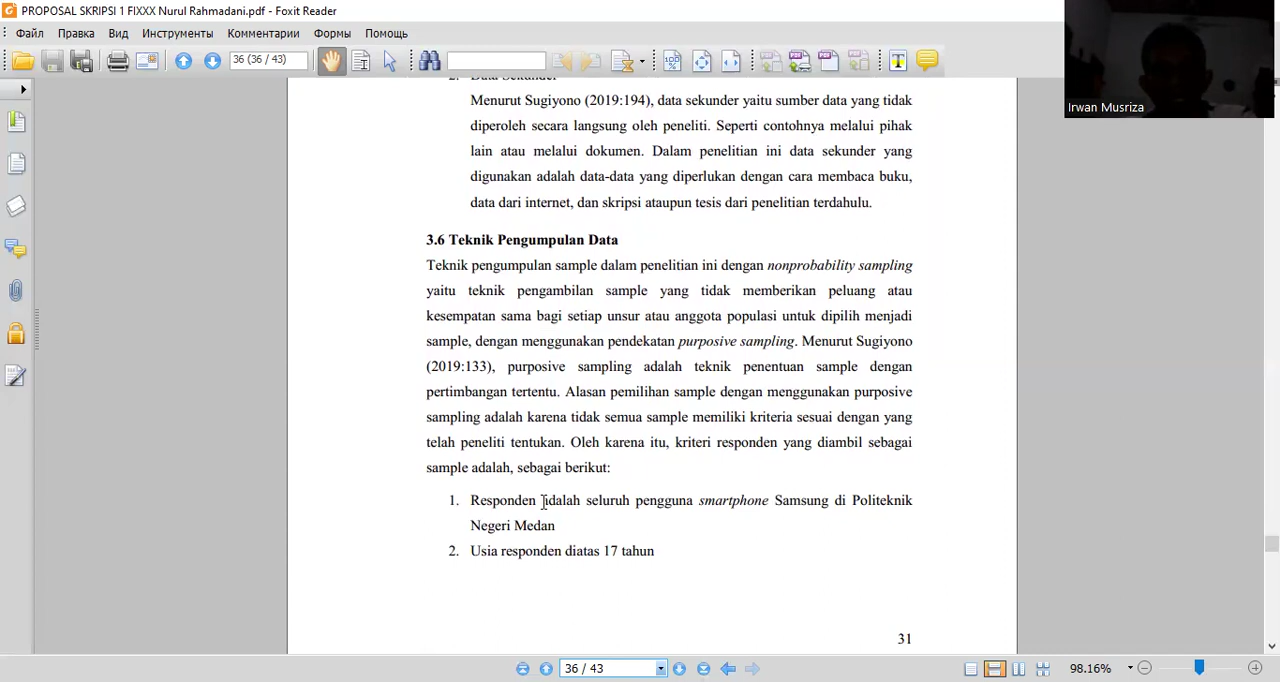 PROPOSAL SKRIPSI 1 FIXXX Nurul Rahmadani.pdf - Foxit Reader
Файл Правка Вид Инструменты Комментарии Формы Помощь
36 (36 / 43)
Irwan Musriza
2. Data Sekunder
Menurut Sugiyono (2019:194), data sekunder yaitu sumber data yang tidak
diperoleh secara langsung oleh peneliti. Seperti contohnya melalui pihak
lain atau melalui dokumen. Dalam penelitian ini data sekunder yang
digunakan adalah data-data yang diperlukan dengan cara membaca buku,
data dari internet, dan skripsi ataupun tesis dari penelitian terdahulu.
3.6 Teknik Pengumpulan Data
Teknik pengumpulan sample dalam penelitian ini dengan nonprobability sampling
yaitu teknik pengambilan sample yang tidak memberikan peluang atau
kesempatan sama bagi setiap unsur atau anggota populasi untuk dipilih menjadi
sample, dengan menggunakan pendekatan purposive sampling. Menurut Sugiyono
(2019:133), purposive sampling adalah teknik penentuan sample dengan
pertimbangan tertentu. Alasan pemilihan sample dengan menggunakan purposive
sampling adalah karena tidak semua sample memiliki kriteria sesuai dengan yang
telah peneliti tentukan. Oleh karena itu, kriteri responden yang diambil sebagai
sample adalah, sebagai berikut:
1. Responden adalah seluruh pengguna smartphone Samsung di Politeknik
Negeri Medan
2. Usia responden diatas 17 tahun
31
36 / 43
98.16%